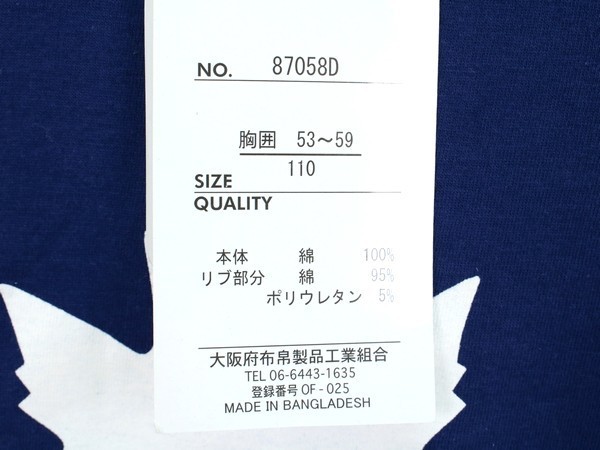 NO. 87058D
胸囲 53〜59
SIZE 110
QUALITY
本体 綿 100%
リブ部分 綿 95%
ポリウレタン 5%
大阪府布帛製品工業組合
TEL 06-6443-1635
登録番号 OF-025
MADE IN BANGLADESH